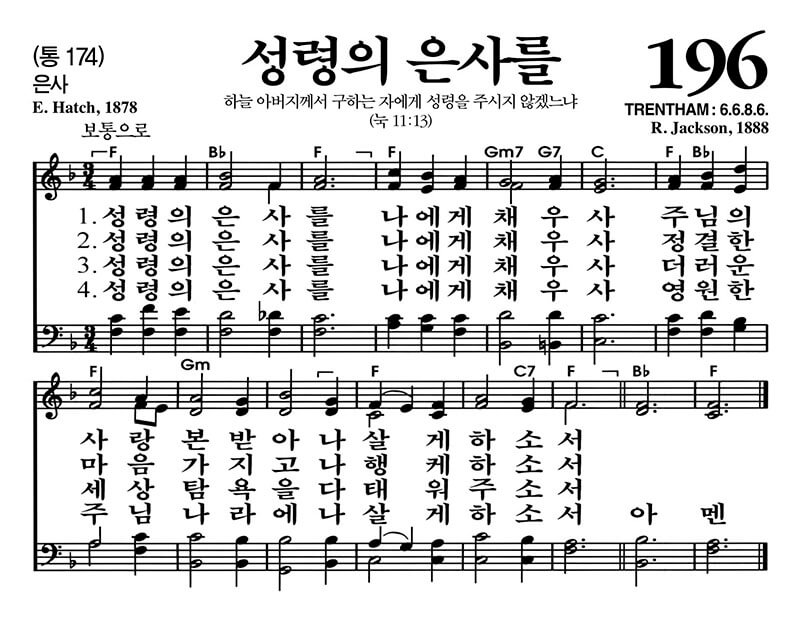 (통 174)
은사
E. Hatch, 1878
성령의 은사를
하늘 아버지께서 구하는 자에게 성령을 주시지 않겠느냐
(눅 11:13)
196
TRENTHAM : 6.6.8.6.
R. Jackson, 1888
보통으로
F B♭ F F Gm7 G7 C F B♭
3/4
1. 성령의 은 사 를 나에게 채 우 사 주님의
2. 성령의 은 사 를 나에게 채 우 사 정결한
3. 성령의 은 사 를 나에게 채 우 사 더러운
4. 성령의 은 사 를 나에게 채 우 사 영원한
3/4
F Gm F C7 F B♭ F
사 랑 본 받 아 나 살 게 하 소 서
마 음 가 지 고 나 행 케 하 소 서
세 상 탐 욕 을 다 태 워 주 소 서
주 님 나 라 에 나 살 게 하 소 서 아 멘